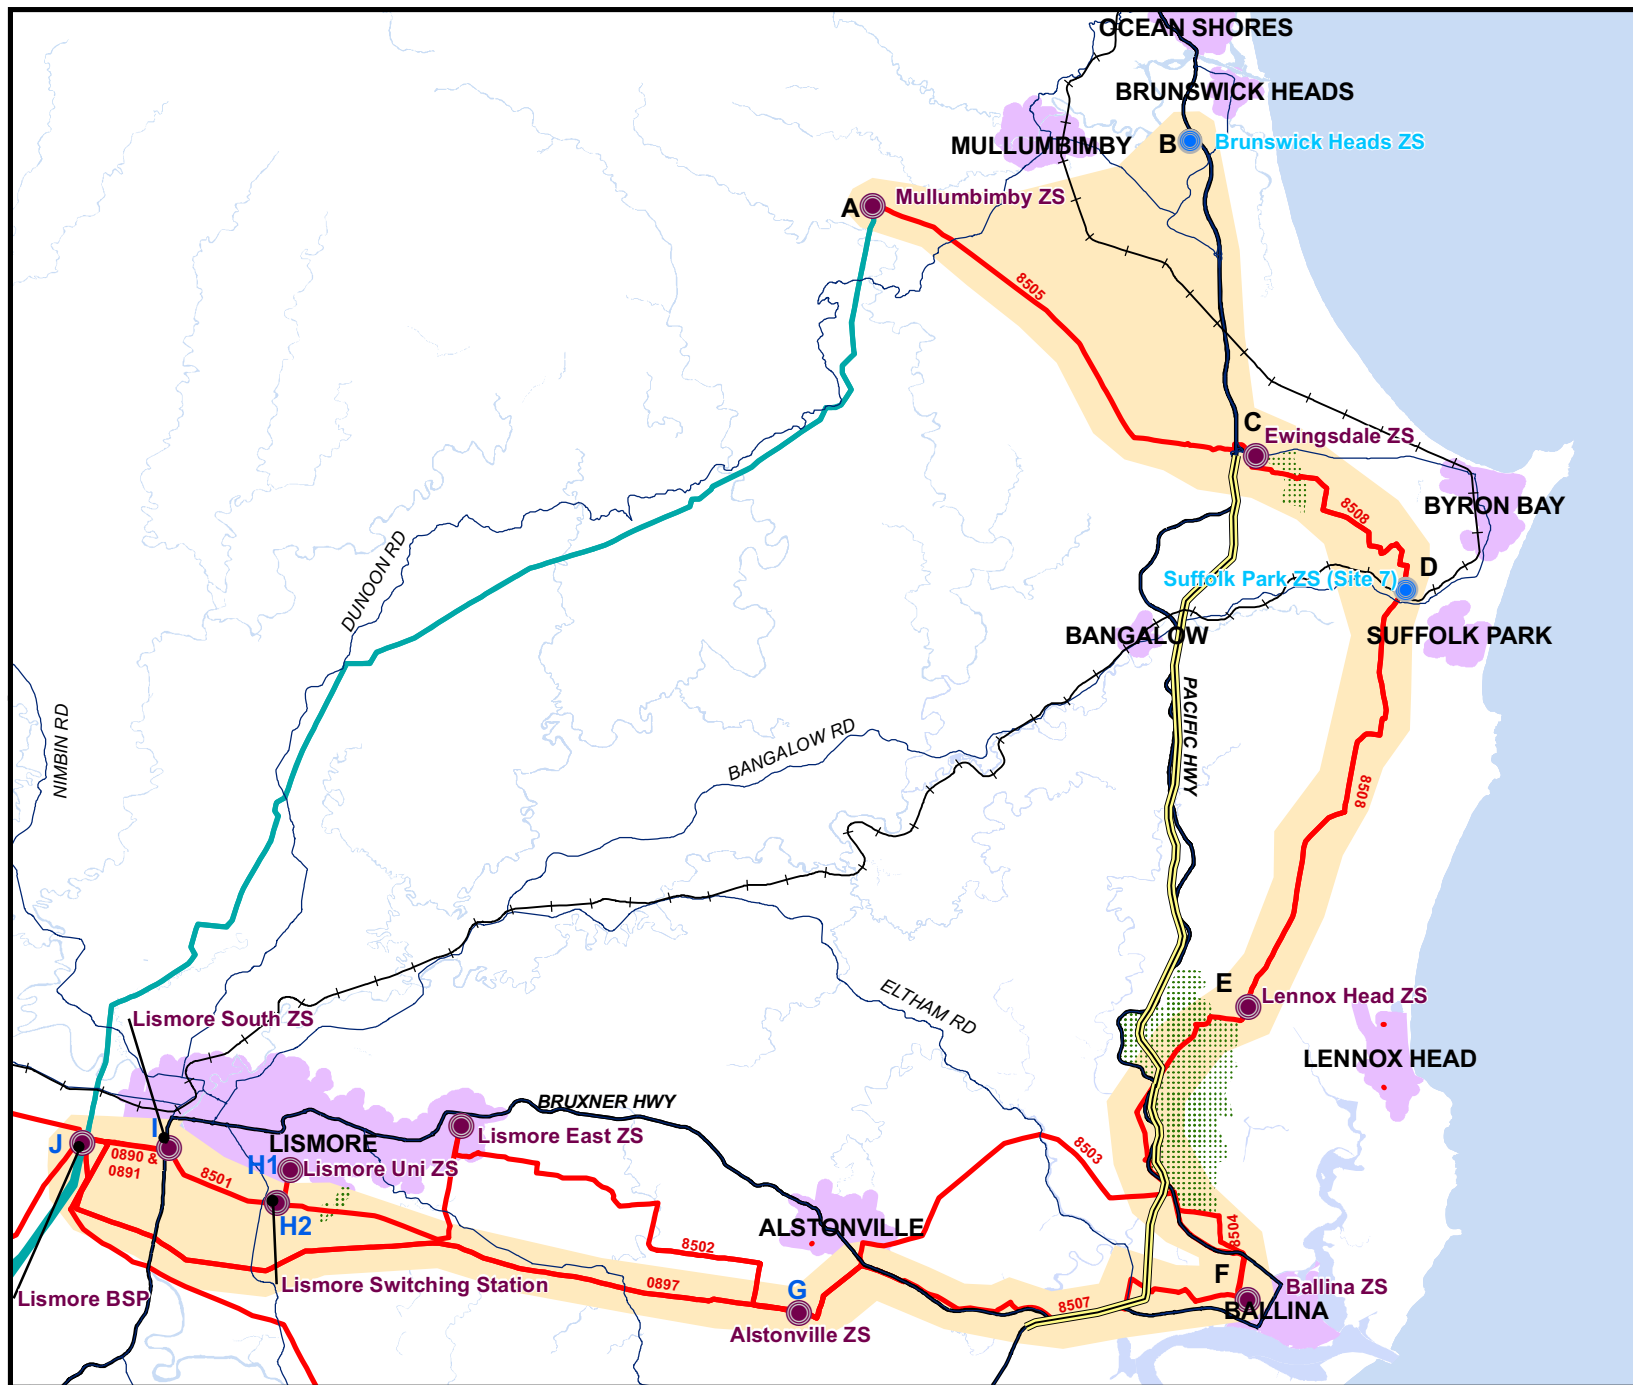 OCEAN SHORES
BRUNSWICK HEADS
MULLUMBIMBY
B
Brunswick Heads ZS
A
Mullumbimby ZS
8505
C
Ewingsdale ZS
BYRON BAY
8508
D
Suffolk Park ZS (Site 7)
DUNOON RD
BANGALOW
SUFFOLK PARK
PACIFIC HWY
NIMBIN RD
BANGALOW RD
8508
E
Lennox Head ZS
ELTHAM RD
Lismore South ZS
LENNOX HEAD
BRUXNER HWY
J
I
LISMORE
Lismore East ZS
0890 &
0891
H1
Lismore Uni ZS
8503
8501
H2
ALSTONVILLE
8504
8502
F
Lismore Switching Station
0897
G
Ballina ZS
Lismore BSP
8507
BALLINA
Alstonville ZS